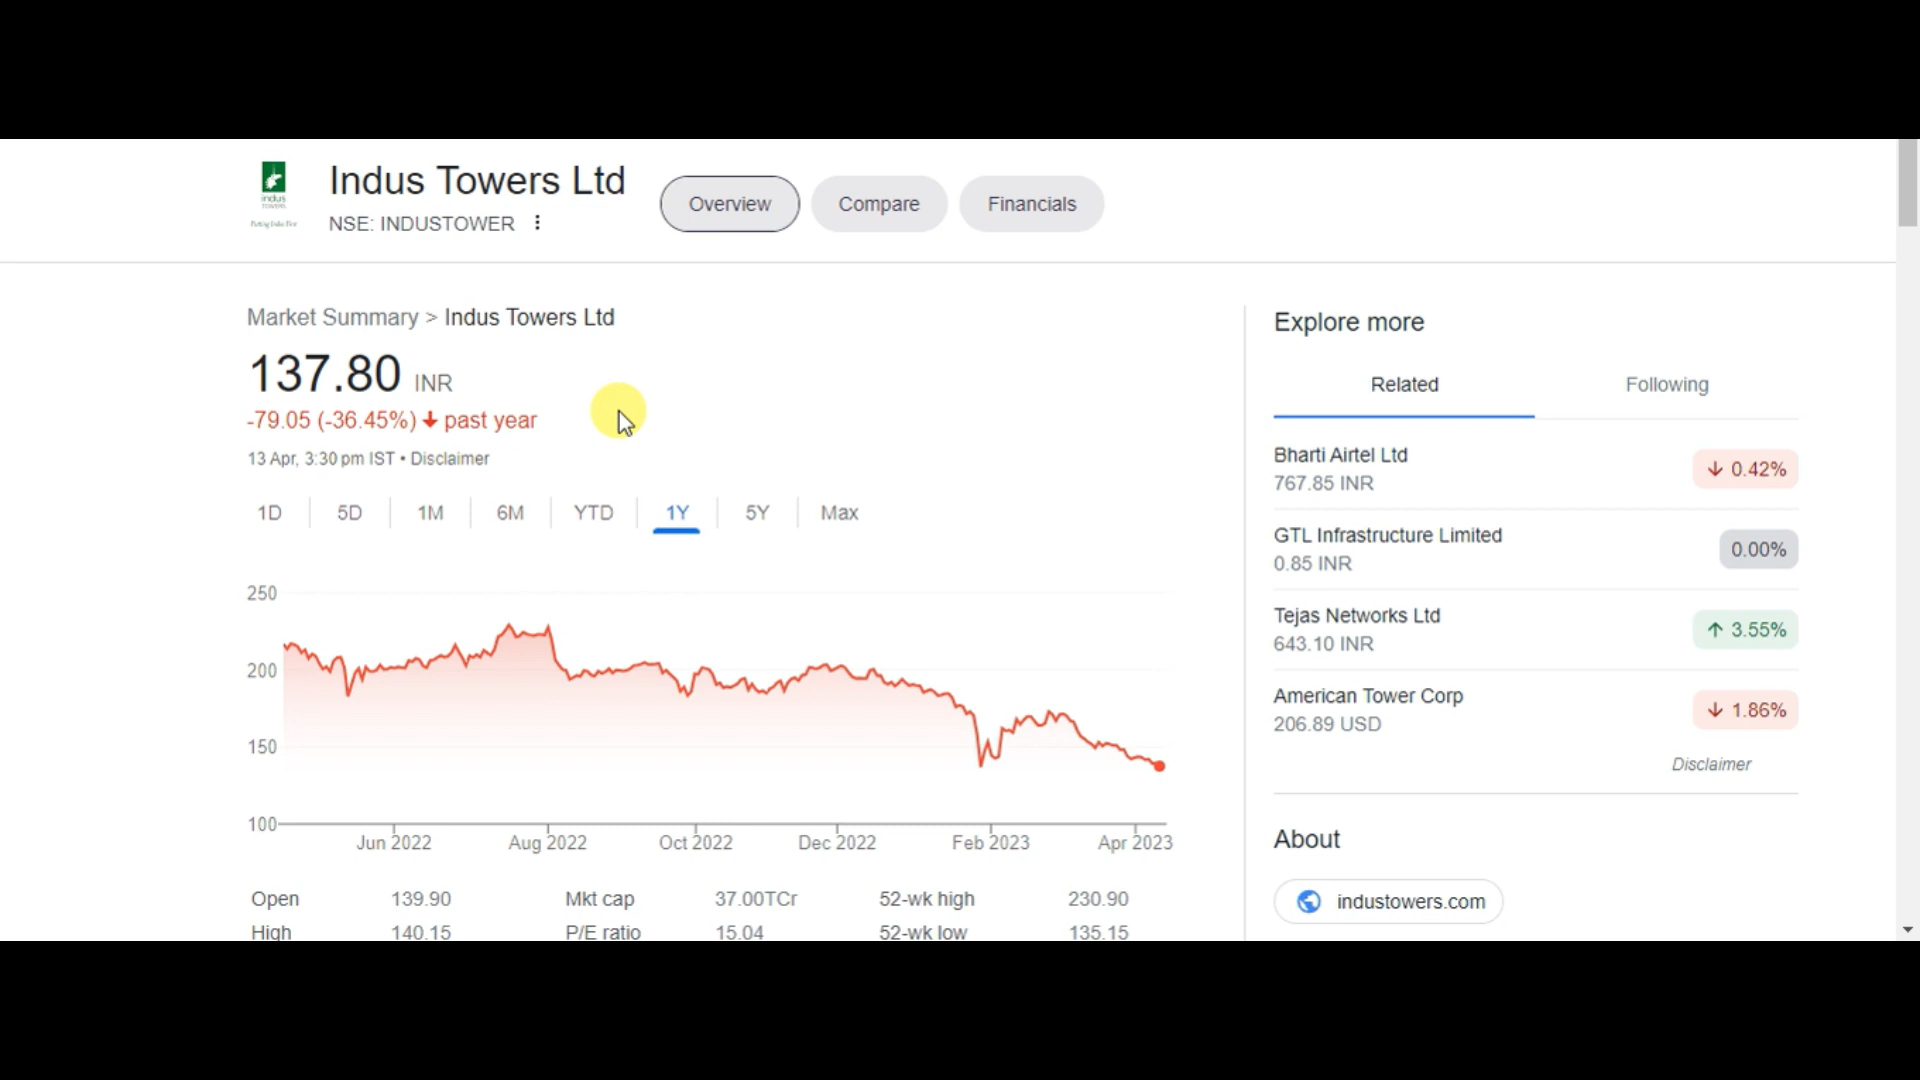 Indus Towers Ltd
NSE: INDUSTOWER
indus
TOWERS
Overview
Compare
Financials
Market Summary > Indus Towers Ltd
137.80 INR
-79.05 (-36.45%) ↓ past year
13 Apr, 3:30 pm IST • Disclaimer
1D 5D 1M 6M YTD 1Y 5Y Max
250
200
150
100
Jun 2022 Aug 2022 Oct 2022 Dec 2022 Feb 2023 Apr 2023
Open 139.90 Mkt cap 37.00TCr 52-wk high 230.90
High 140.15 P/E ratio 15.04 52-wk low 135.15
Explore more
Related Following
Bharti Airtel Ltd
767.85 INR
↓ 0.42%
GTL Infrastructure Limited
0.85 INR
0.00%
Tejas Networks Ltd
643.10 INR
↑ 3.55%
American Tower Corp
206.89 USD
↓ 1.86%
Disclaimer
About
industowers.com